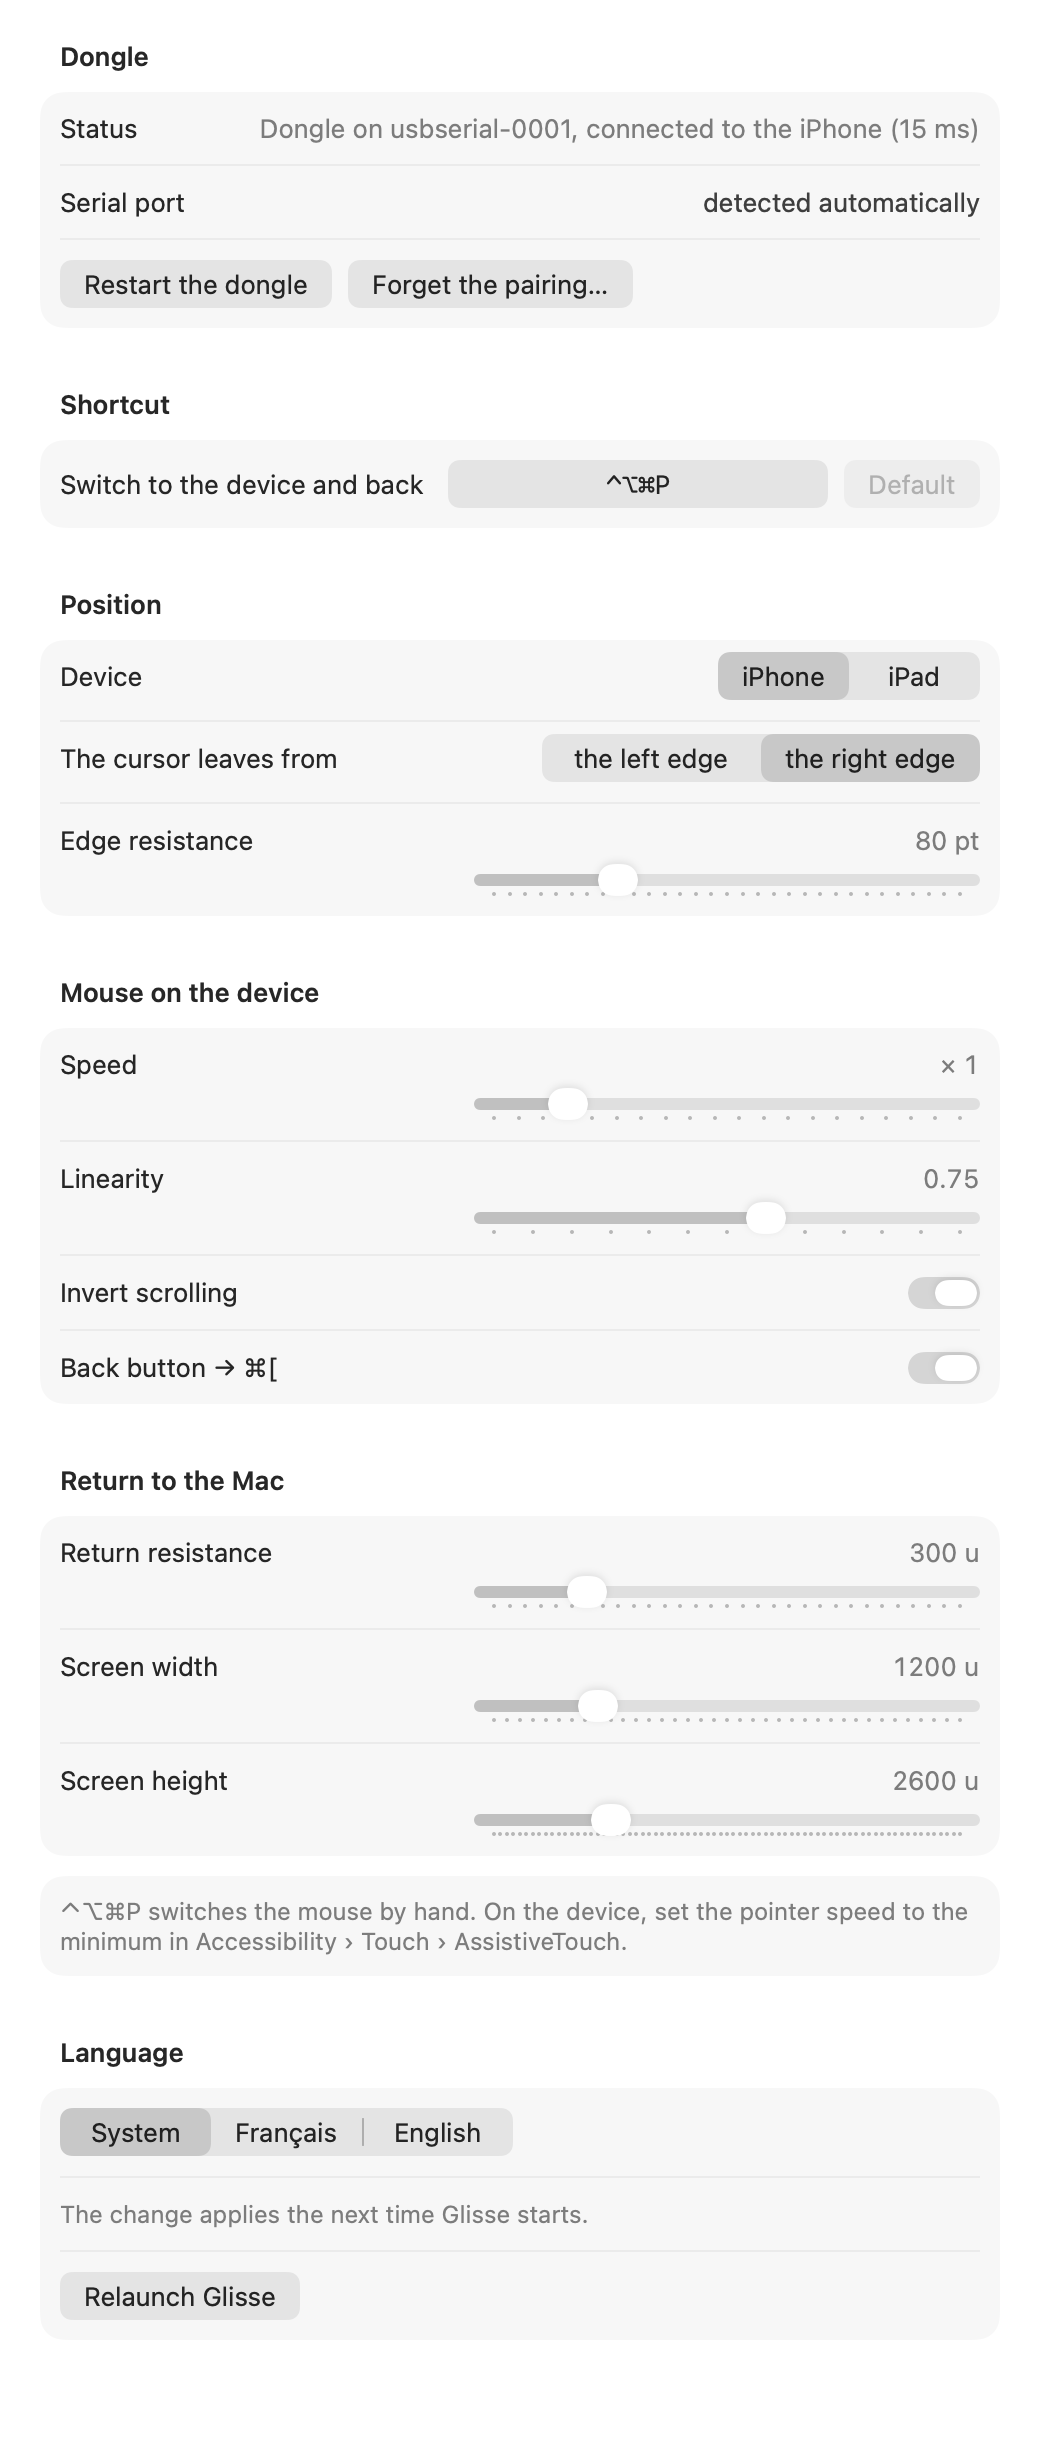 Dongle
Status Dongle on usbserial-0001, connected to the iPhone (15 ms)
Serial port detected automatically
Restart the dongle Forget the pairing...
Shortcut
Switch to the device and back ^⌥⌘P Default
Position
Device iPhone iPad
The cursor leaves from the left edge the right edge
Edge resistance 80 pt
Mouse on the device
Speed × 1
Linearity 0.75
Invert scrolling
Back button → ⌘[
Return to the Mac
Return resistance 300 u
Screen width 1200 u
Screen height 2600 u
^⌥⌘P switches the mouse by hand. On the device, set the pointer speed to the
minimum in Accessibility › Touch › AssistiveTouch.
Language
System Français English
The change applies the next time Glisse starts.
Relaunch Glisse